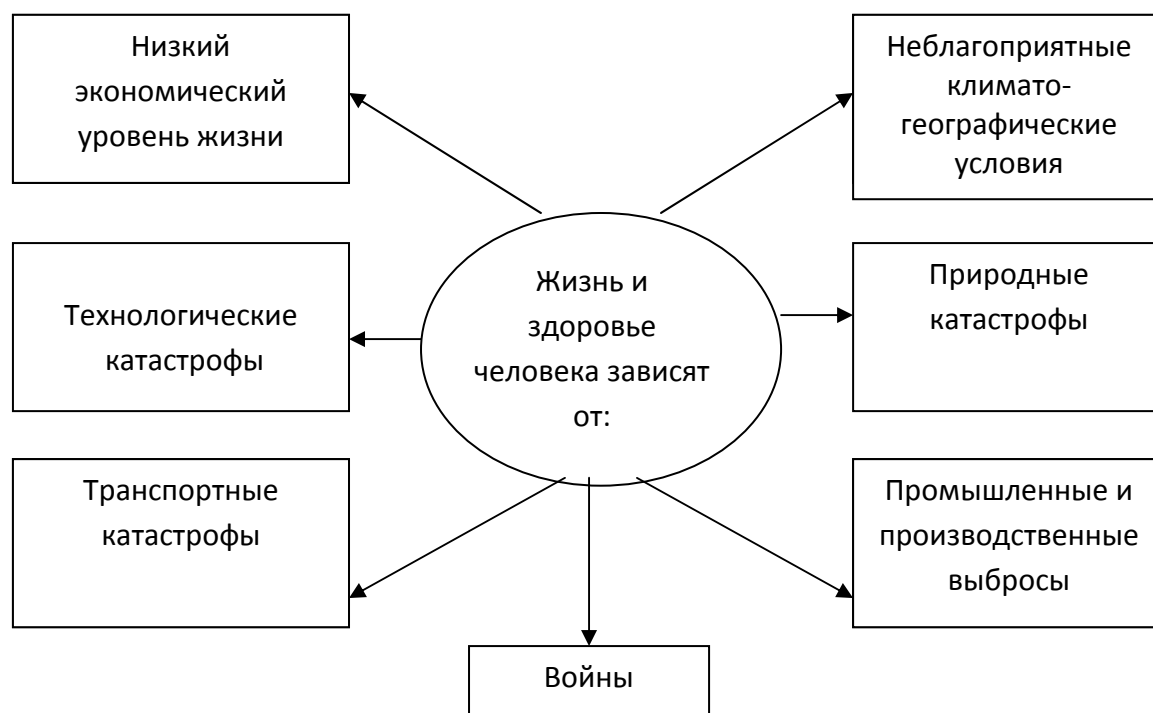 Низкий
экономический
уровень жизни
Неблагоприятные
климато-
географические
условия
Жизнь и
здоровье
человека зависят
от:
Технологические
катастрофы
Природные
катастрофы
Транспортные
катастрофы
Промышленные и
производственные
выбросы
Войны